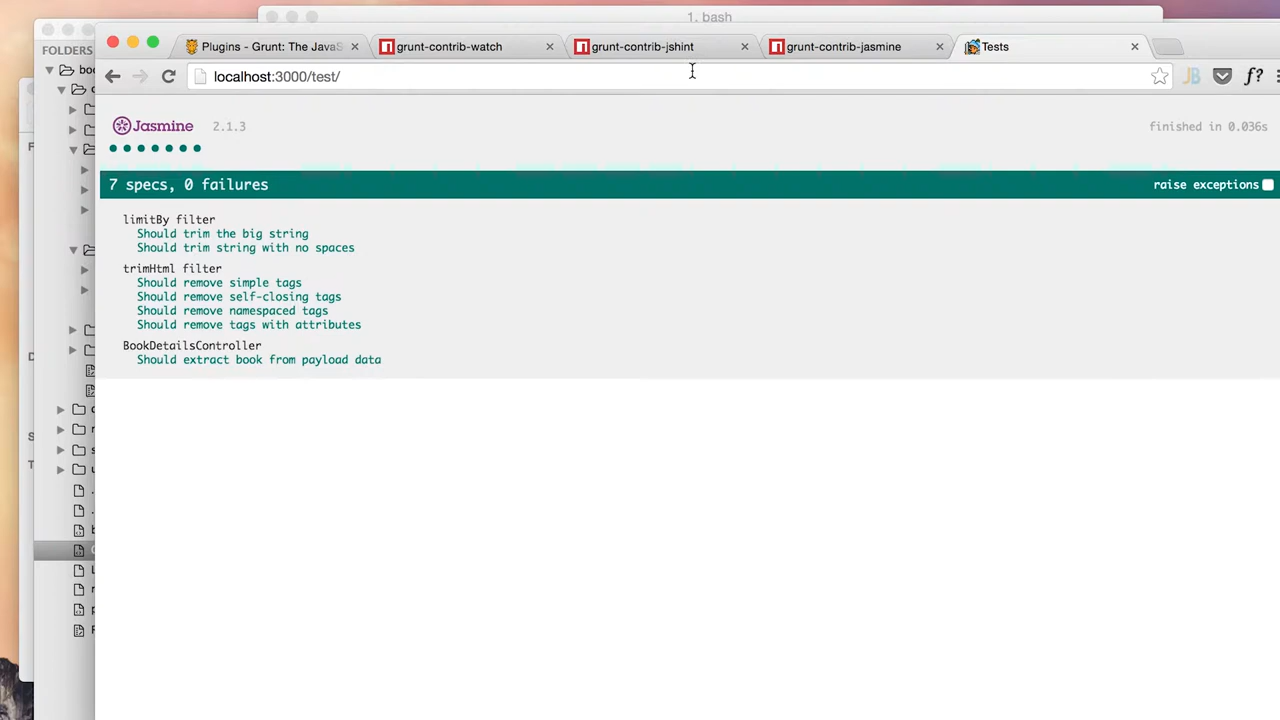 1. bash
FOLDERS
Plugins - Grunt: The JavaS
grunt-contrib-watch
grunt-contrib-jshint
grunt-contrib-jasmine
Tests
localhost:3000/test/
JB
f?
Jasmine 2.1.3
finished in 0.036s
7 specs, 0 failures
raise exceptions
limitBy filter
Should trim the big string
Should trim string with no spaces
trimHtml filter
Should remove simple tags
Should remove self-closing tags
Should remove namespaced tags
Should remove tags with attributes
BookDetailsController
Should extract book from payload data